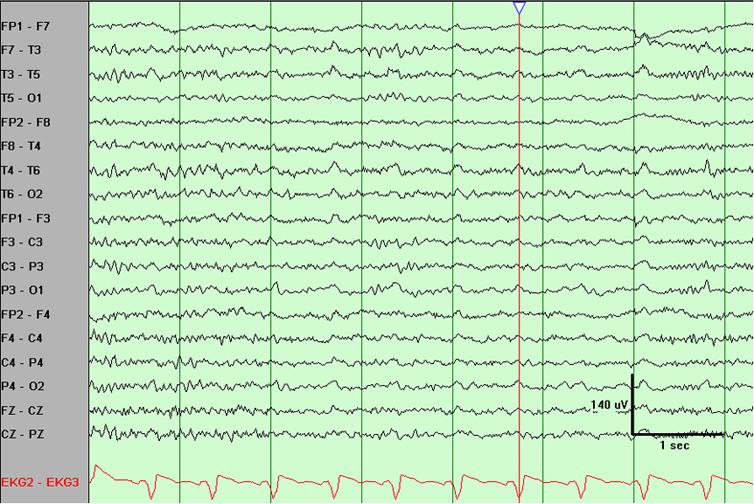 FP1 - F7
F7 - T3
T3 - T5
T5 - O1
FP2 - F8
F8 - T4
T4 - T6
T6 - O2
FP1 - F3
F3 - C3
C3 - P3
P3 - O1
FP2 - F4
F4 - C4
C4 - P4
P4 - O2
140 uV
FZ - CZ
CZ - PZ
1 sec
EKG2 - EKG3